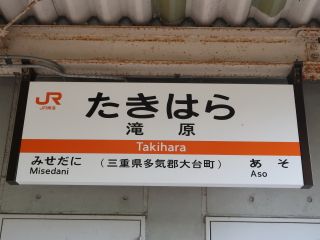 JR
JR東海
たきはら
滝原
Takihara
みせだに
Misedani
（三重県多気郡大台町）
あそ
Aso